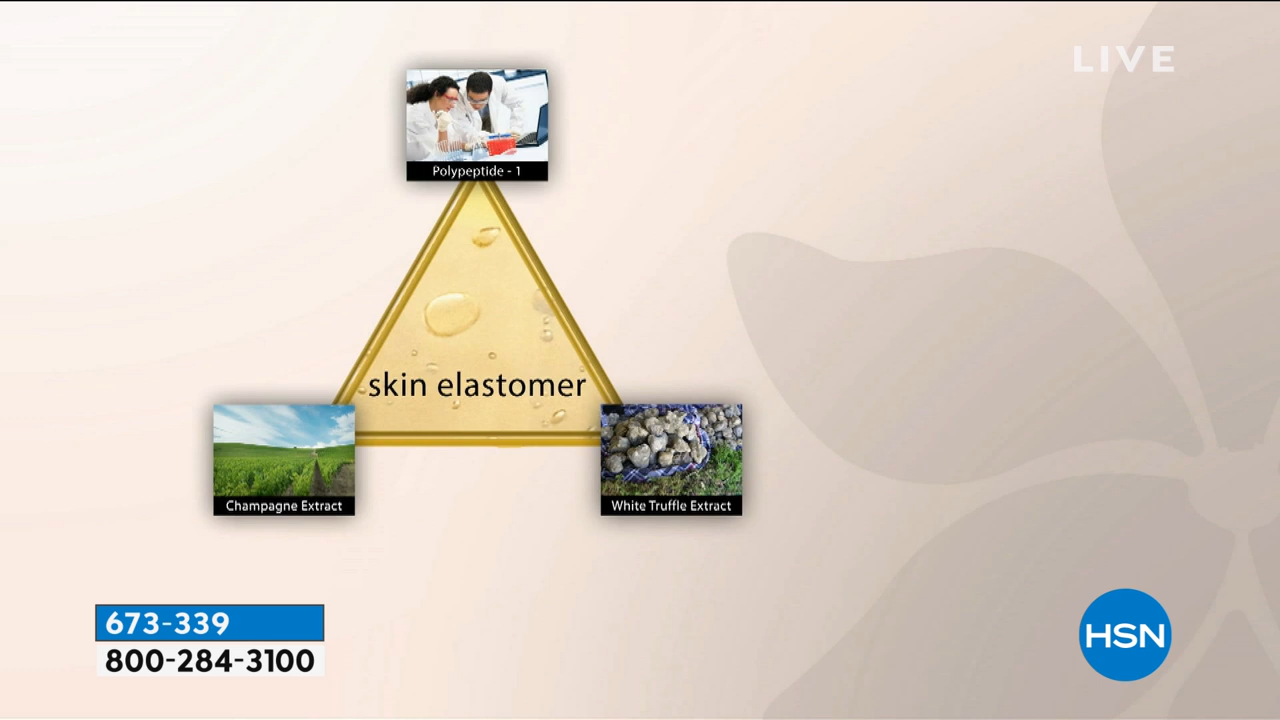 LIVE
Polypeptide - 1
skin elastomer
Champagne Extract
White Truffle Extract
673-339
800-284-3100
HSN